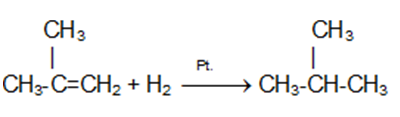 CH₃ CH₃
Pt.
CH₃-C=CH₂ + H₂ ⟶ CH₃-CH-CH₃